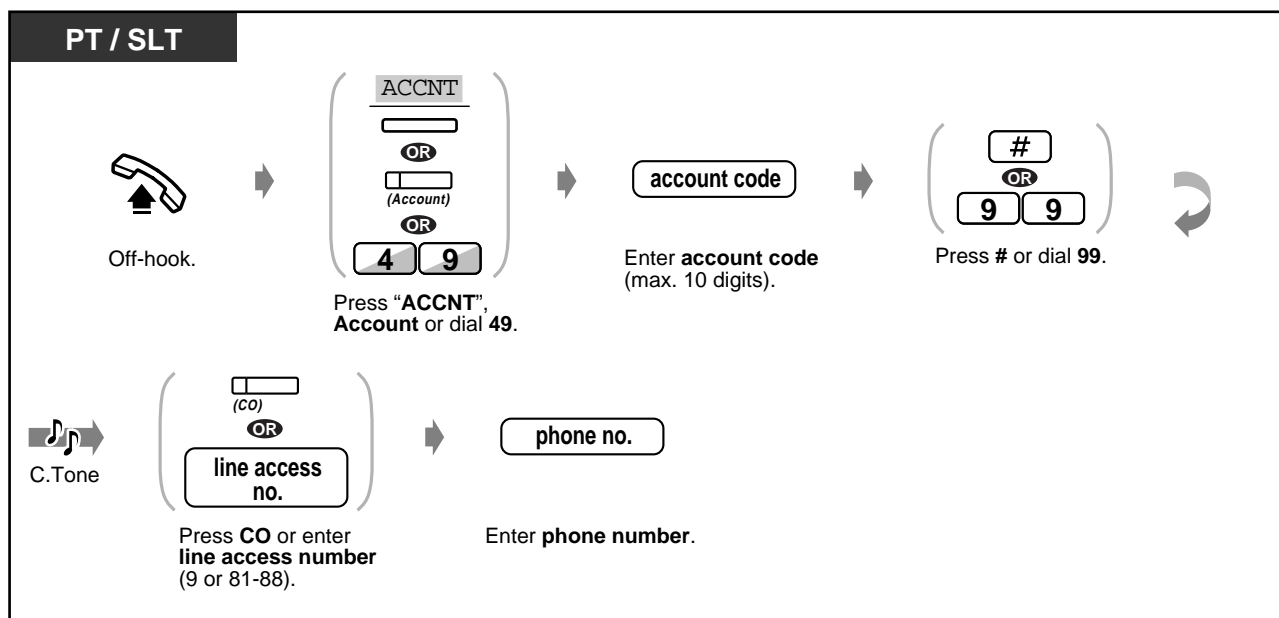 PT / SLT
ACCNT
OR
(Account)
OR
4 9
account code
#
OR
9 9
Off-hook.
Press “ACCNT”,
Account or dial 49.
Enter account code
(max. 10 digits).
Press # or dial 99.
C.Tone
(CO)
OR
line access
no.
phone no.
Press CO or enter
line access number
(9 or 81-88).
Enter phone number.